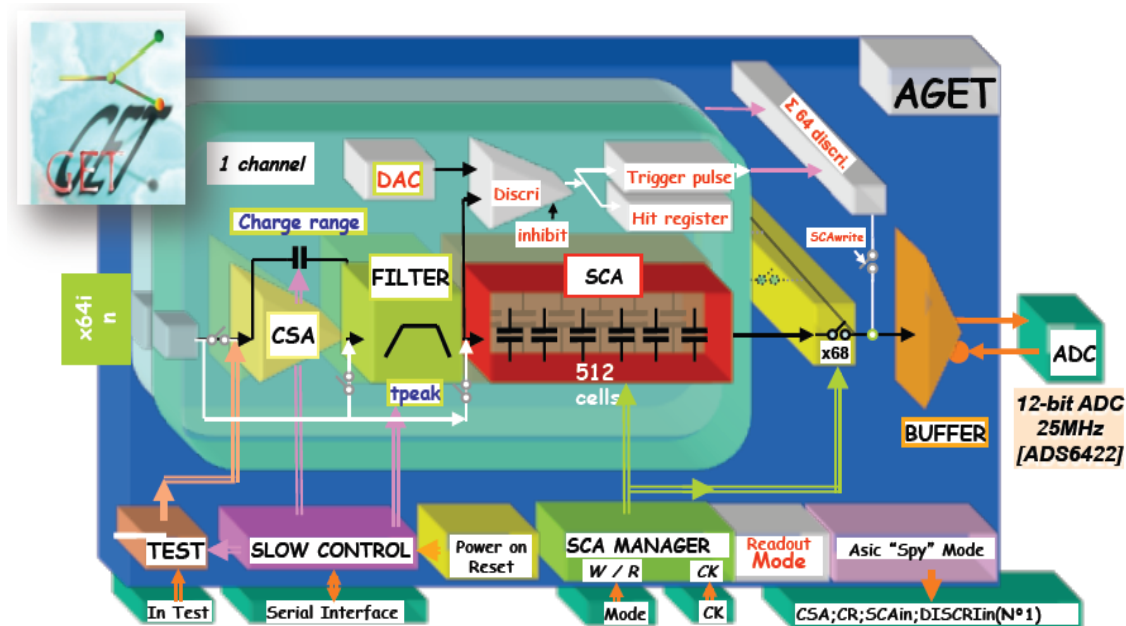 GET
GET
AGET
Σ 64 discri.
1 channel
DAC
Discri
Trigger pulse
Hit register
inhibit
Charge range
SCAwrite
FILTER
SCA
x64i
n
CSA
x68
ADC
tpeak
512
cells
BUFFER
12-bit ADC
25MHz
[ADS6422]
TEST
SLOW CONTROL
Power on
Reset
SCA MANAGER
W / R
CK
Readout
Mode
Asic “Spy” Mode
In Test
Serial Interface
Mode
CK
CSA;CR;SCAin;DISCRIin(N°1)